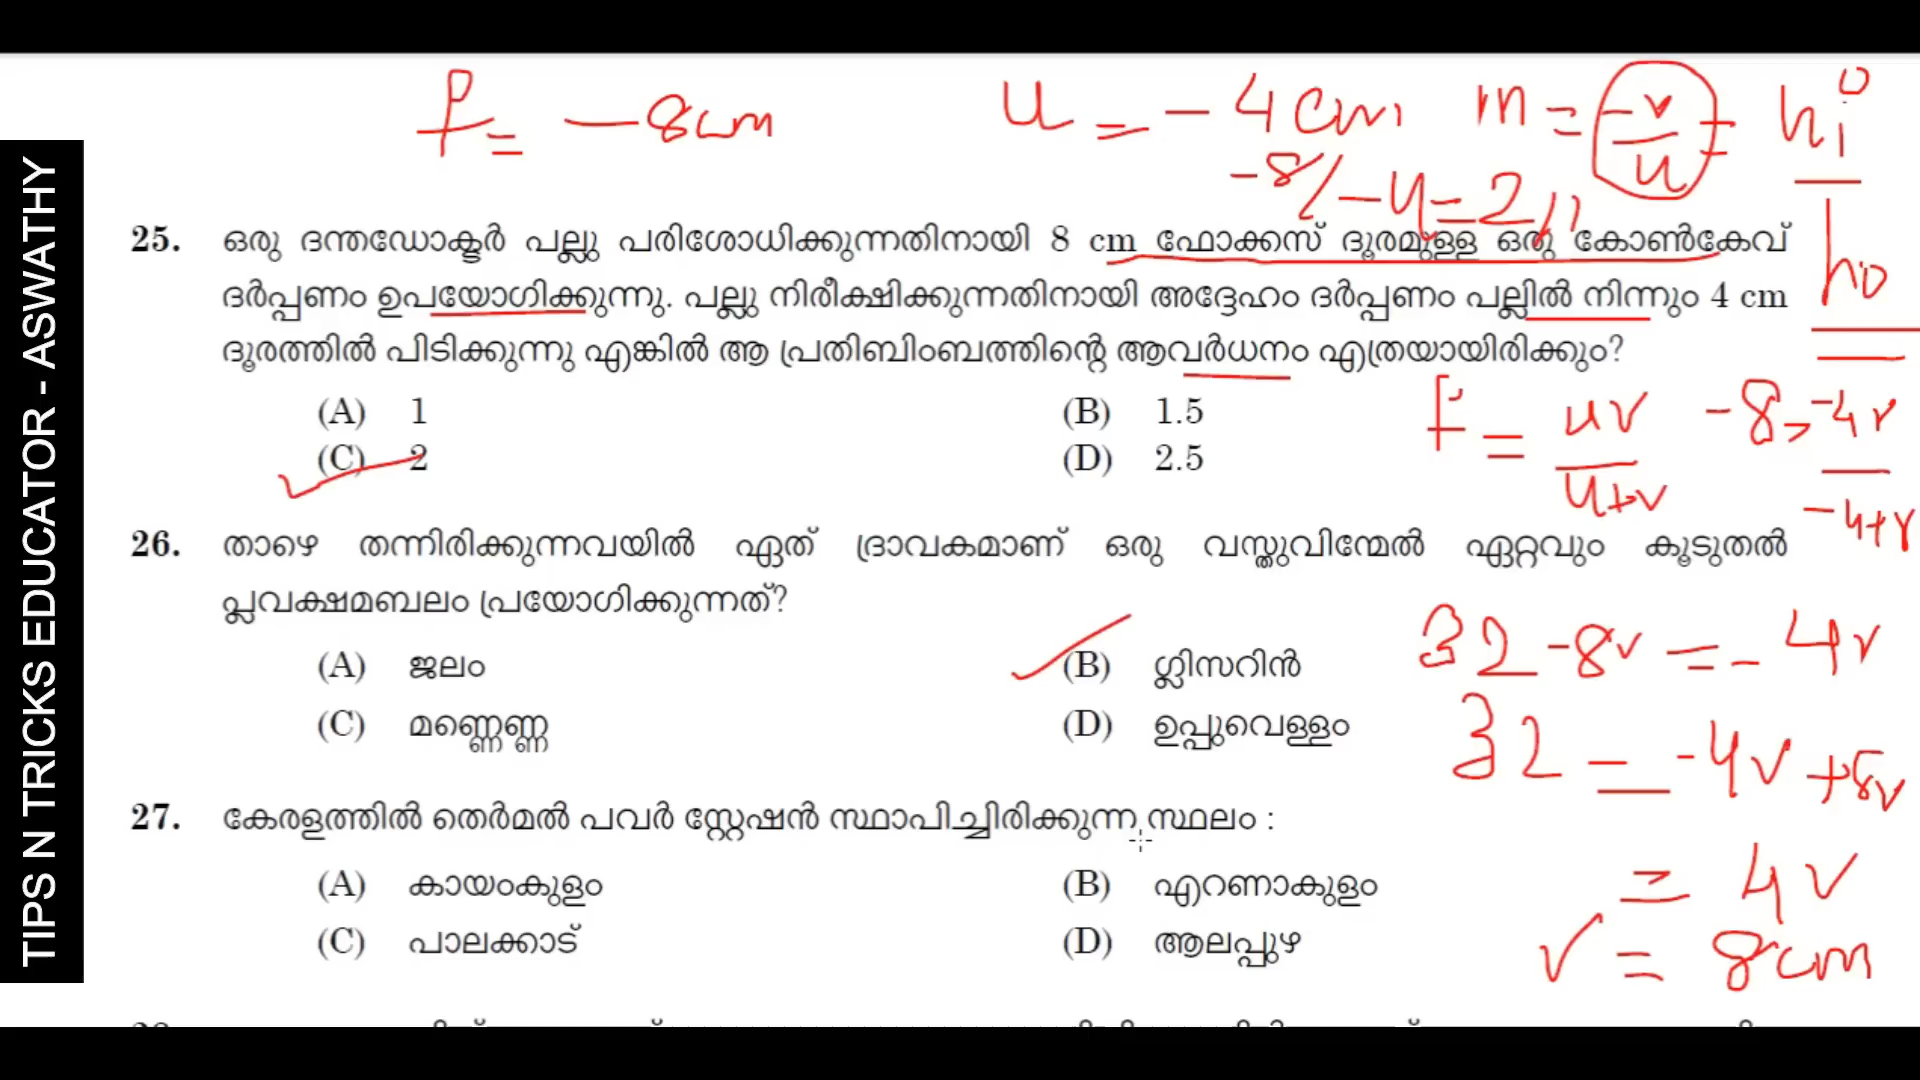 f = -8cm
u = -4cm m = -v/u = hi/ho
-8/-4 = 2//
25. ഒരു ദന്തഡോക്ടർ പല്ലു പരിശോധിക്കുന്നതിനായി 8 cm ഫോക്കസ് ദൂരമുള്ള ഒരു കോൺകേവ്
ദർപ്പണം ഉപയോഗിക്കുന്നു. പല്ലു നിരീക്ഷിക്കുന്നതിനായി അദ്ദേഹം ദർപ്പണം പല്ലിൽ നിന്നും 4 cm
ദൂരത്തിൽ പിടിക്കുന്നു എങ്കിൽ ആ പ്രതിബിംബത്തിന്റെ ആവർധനം എത്രയായിരിക്കും?
(A) 1 (B) 1.5
(C) 2 (D) 2.5
f = uv/u+v -8 = -4v/-4+v
26. താഴെ തന്നിരിക്കുന്നവയിൽ ഏത് ദ്രാവകമാണ് ഒരു വസ്തുവിന്മേൽ ഏറ്റവും കൂടുതൽ
പ്ലവക്ഷമബലം പ്രയോഗിക്കുന്നത്?
(A) ജലം (B) ഗ്ലിസറിൻ
(C) മണ്ണെണ്ണ (D) ഉപ്പുവെള്ളം
32 -8v = -4v
32 = -4v +8v
= 4v
v = 8cm
27. കേരളത്തിൽ തെർമൽ പവർ സ്റ്റേഷൻ സ്ഥാപിച്ചിരിക്കുന്ന സ്ഥലം :
(A) കായംകുളം (B) എറണാകുളം
(C) പാലക്കാട് (D) ആലപ്പുഴ
TIPS N TRICKS EDUCATOR - ASWATHY